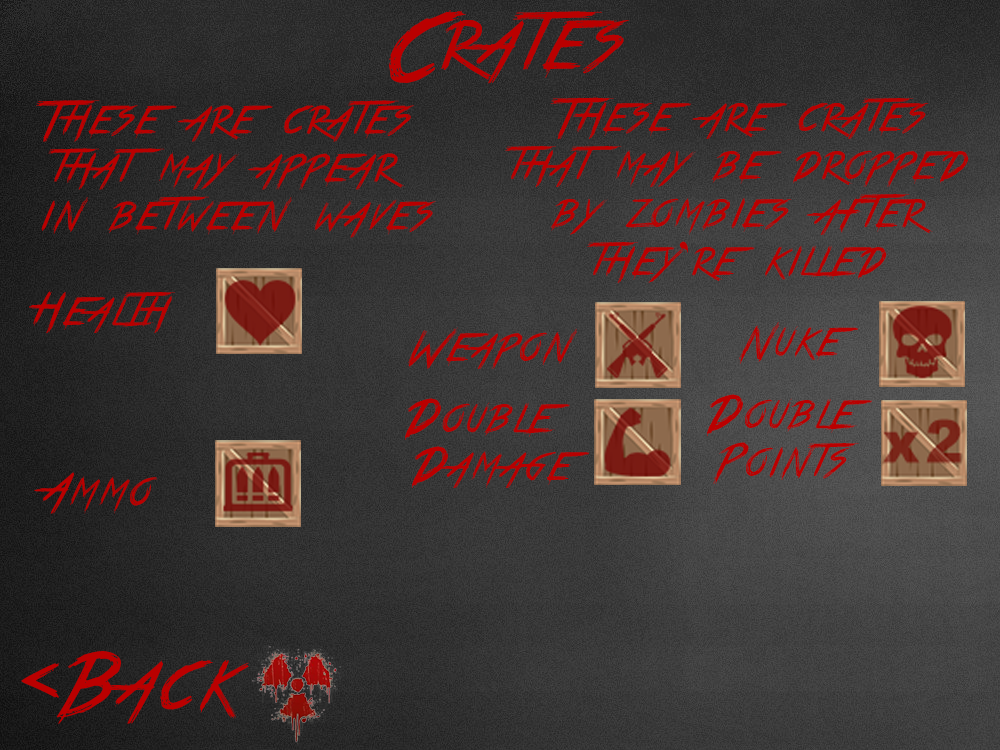 Crates
These are crates
that may appear
in between waves
These are crates
that may be dropped
by zombies after
they're killed
Health
Ammo
Weapon
Nuke
Double
Damage
Double
Points
x2
<Back